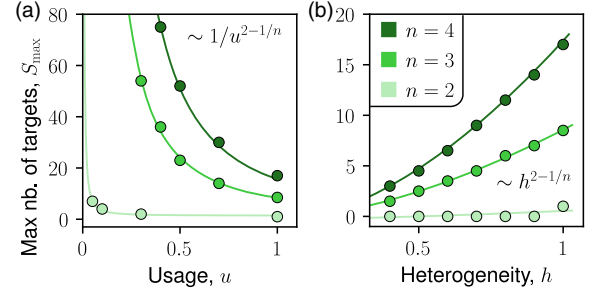 (a)
Max nb. of targets, S_max
80
60
40
20
0
0
0.5
1
Usage, u
~ 1/u^{2−1/n}
(b)
20
15
10
5
0
0.5
1
Heterogeneity, h
n = 4
n = 3
n = 2
~ h^{2−1/n}